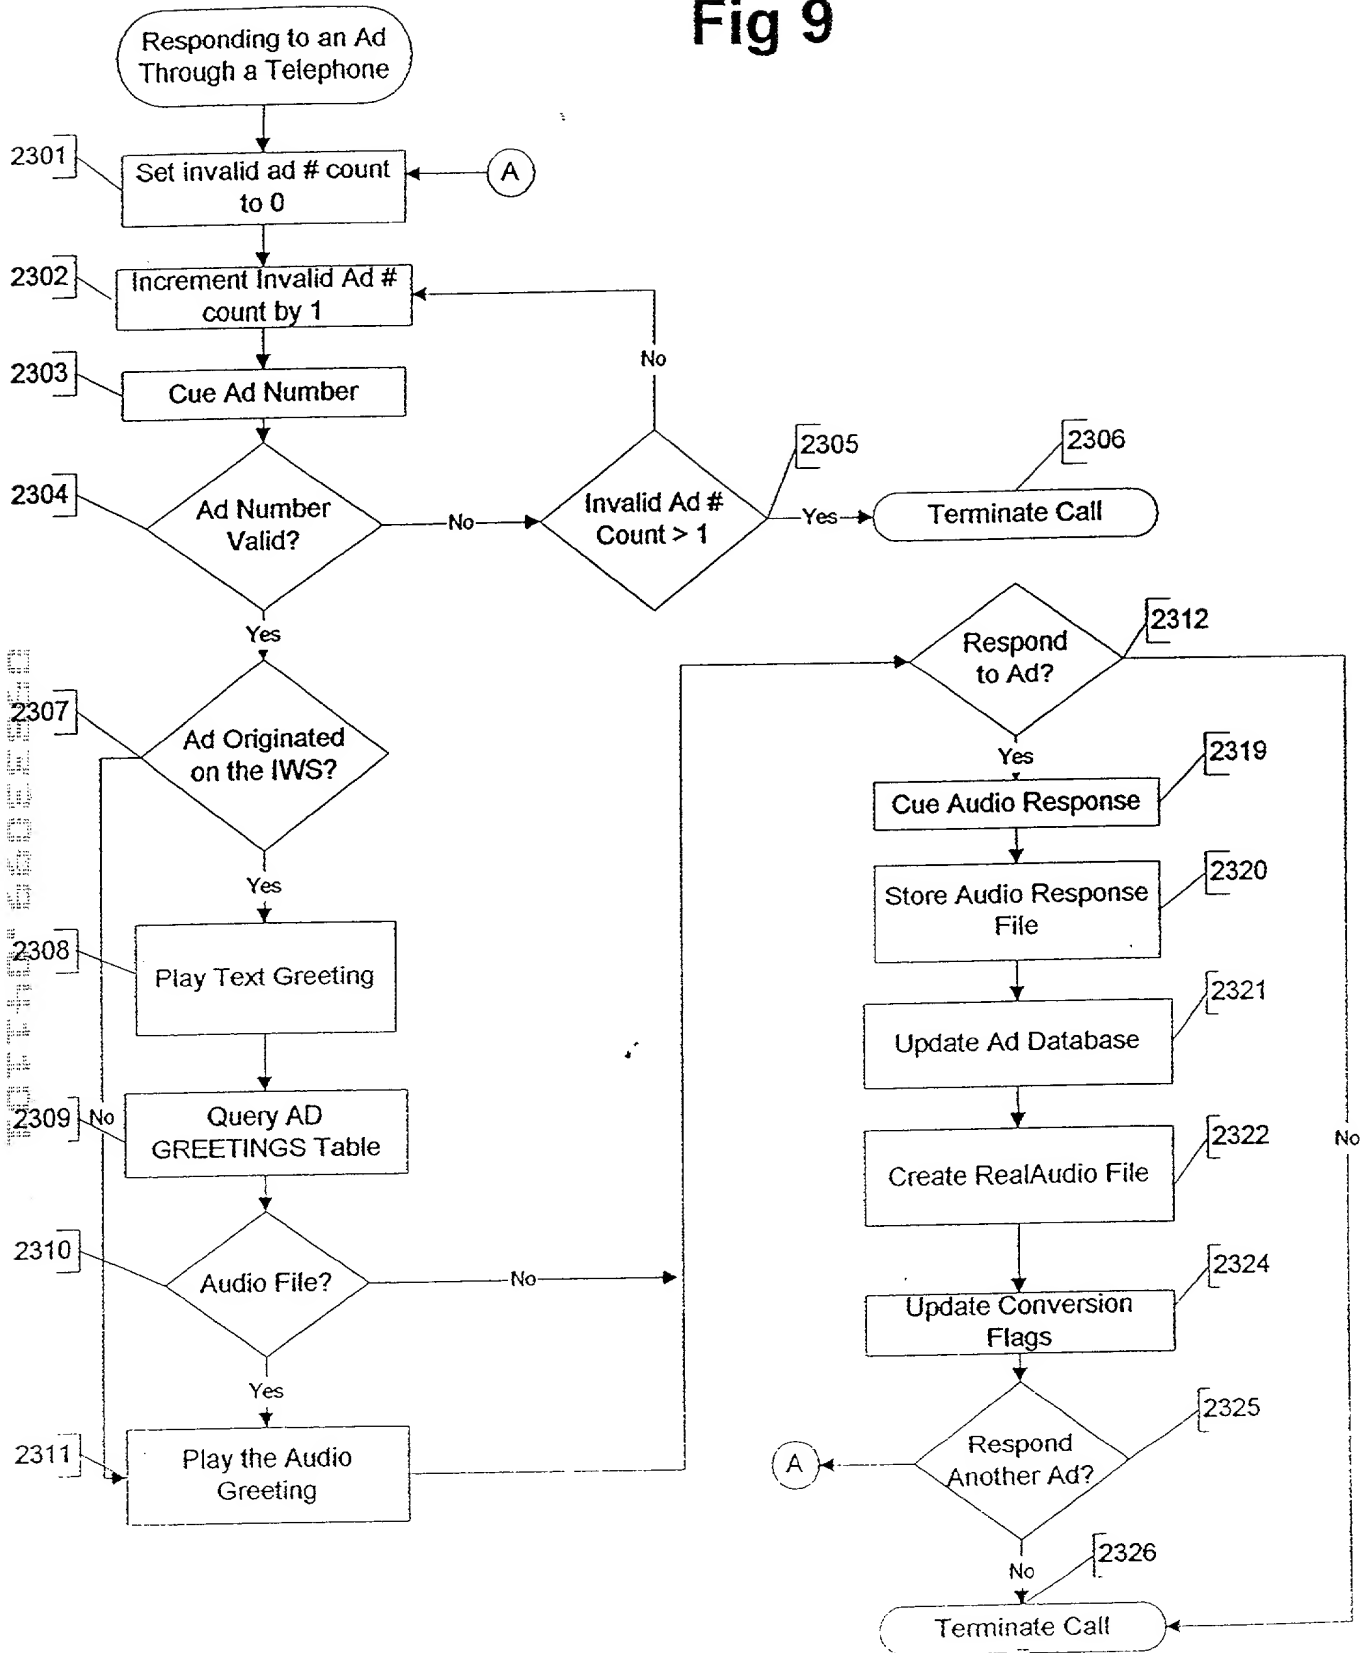 Fig 9
Responding to an Ad
Through a Telephone
2301
Set invalid ad # count
to 0
A
2302
Increment Invalid Ad #
count by 1
No
2303
Cue Ad Number
2304
Ad Number
Valid?
No
Invalid Ad #
Count > 1
2305
Yes
2306
Terminate Call
Yes
2307
Ad Originated
on the IWS?
Yes
2308
Play Text Greeting
2309
No
Query AD
GREETINGS Table
2310
Audio File?
No
Yes
2311
Play the Audio
Greeting
Respond
to Ad?
2312
Yes
2319
Cue Audio Response
2320
Store Audio Response
File
2321
Update Ad Database
2322
Create RealAudio File
No
2324
Update Conversion
Flags
2325
Respond
Another Ad?
A
No
2326
Terminate Call